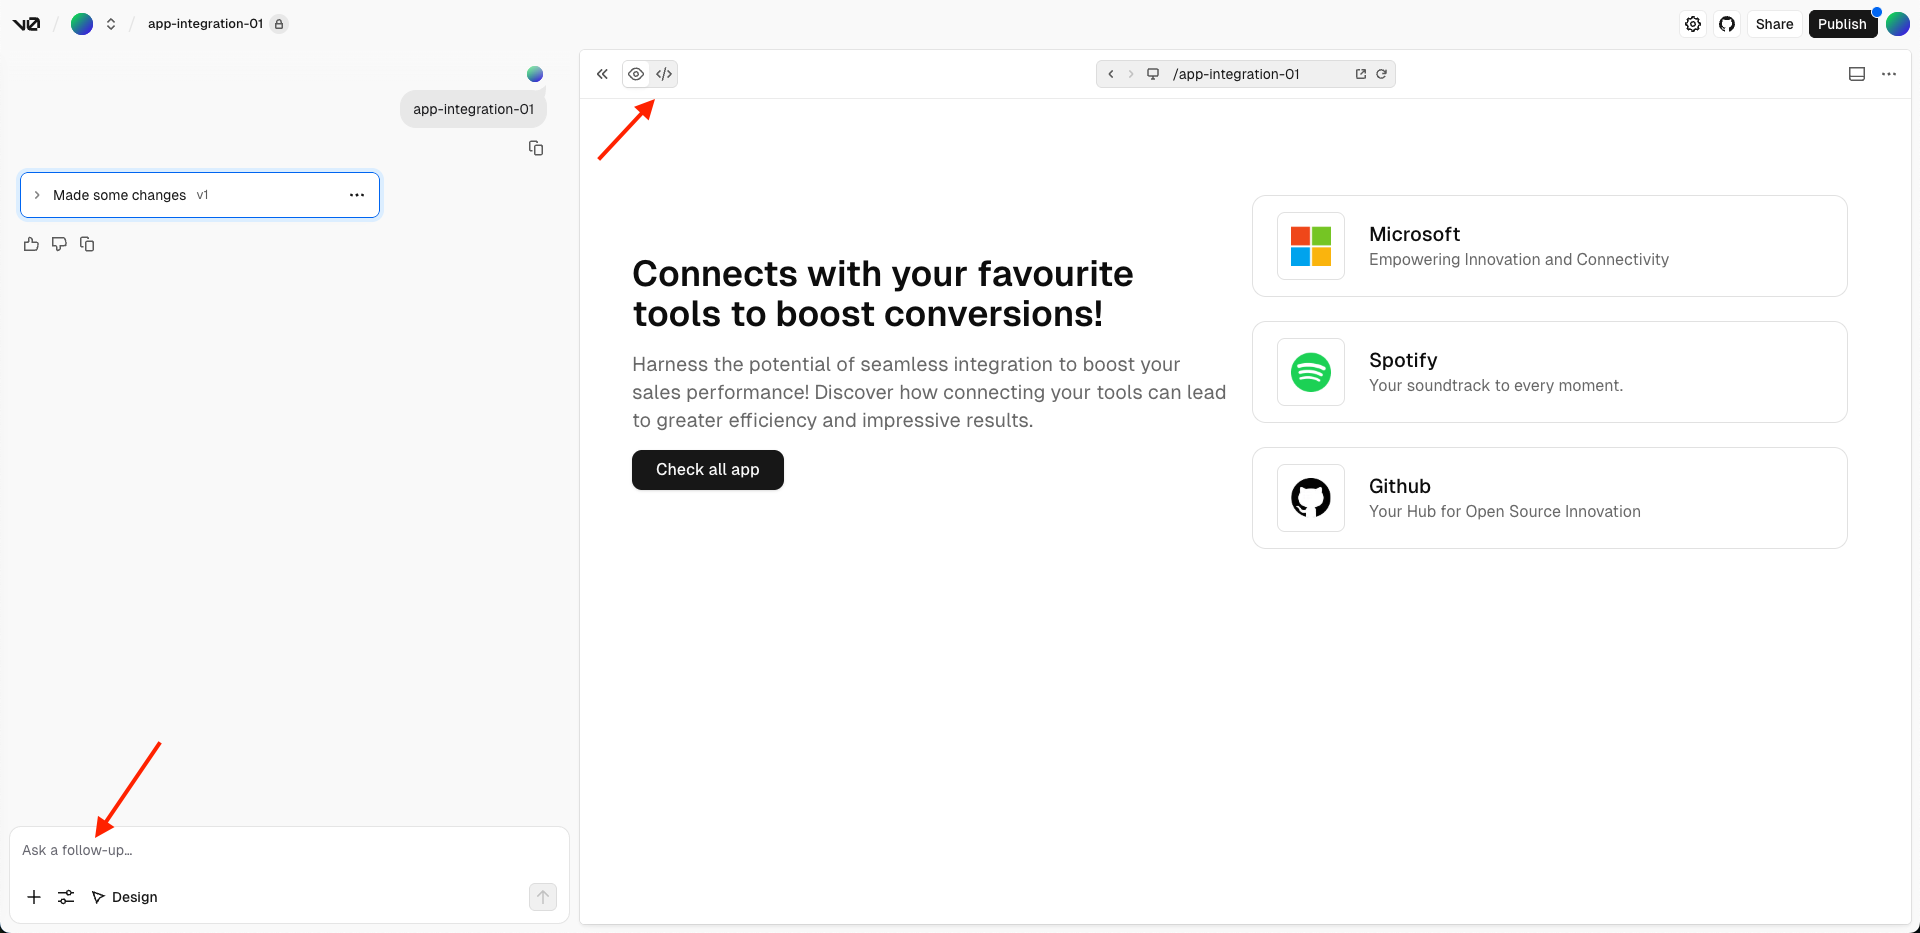 v0
app-integration-01
Share
Publish
app-integration-01
Made some changes v1
Ask a follow-up...
Design
/app-integration-01
Connects with your favourite
tools to boost conversions!
Harness the potential of seamless integration to boost your
sales performance! Discover how connecting your tools can lead
to greater efficiency and impressive results.
Check all app
Microsoft
Empowering Innovation and Connectivity
Spotify
Your soundtrack to every moment.
Github
Your Hub for Open Source Innovation